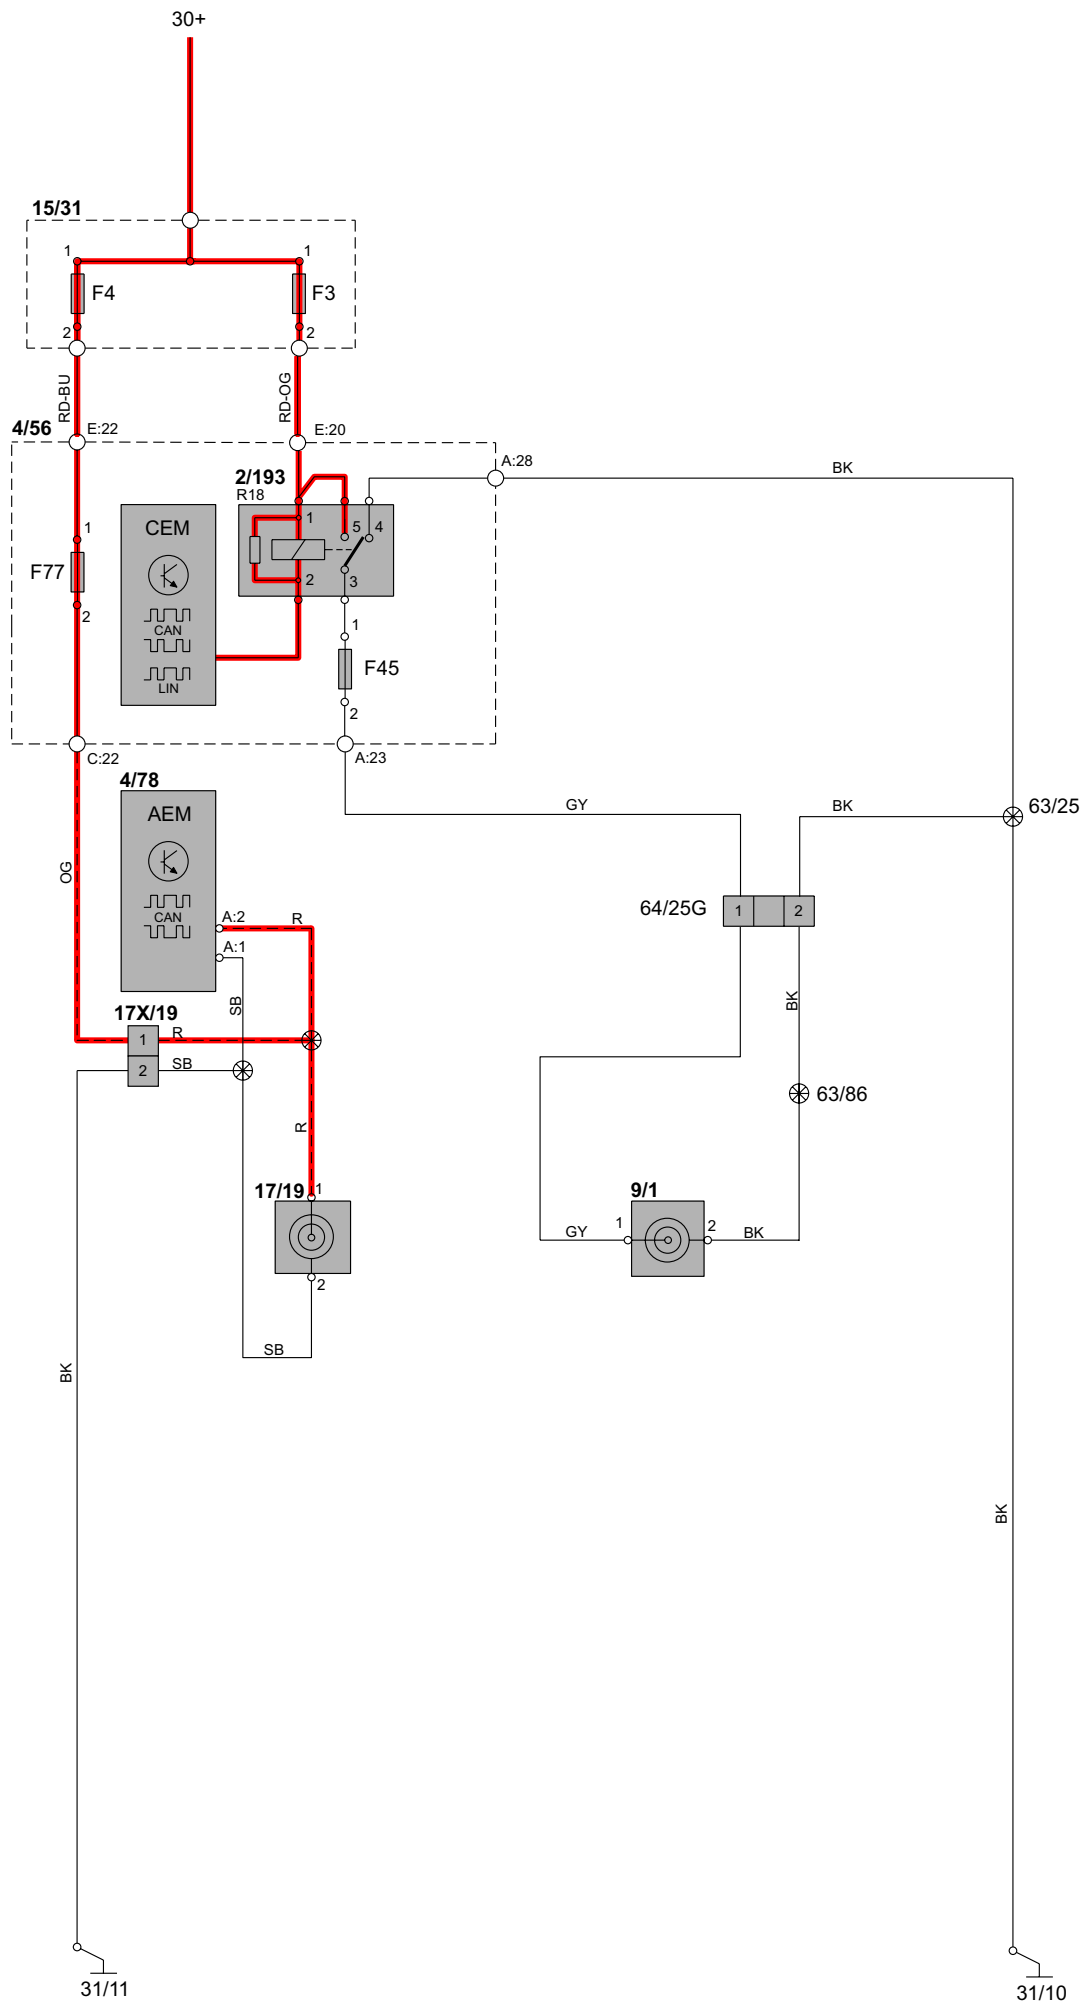 30+
15/31
1
1
F4
F3
2
2
RD-BU
RD-OG
4/56
E:22
E:20
A:28
BK
2/193
R18
CEM
1
5
4
1
F77
2
3
2
CAN
LIN
1
F45
2
C:22
A:23
4/78
AEM
GY
BK
63/25
OG
CAN
A:2
R
64/25G
1
2
A:1
SB
BK
17X/19
1
R
2
SB
63/86
R
17/19
1
9/1
1
2
GY
BK
2
SB
BK
BK
31/11
31/10